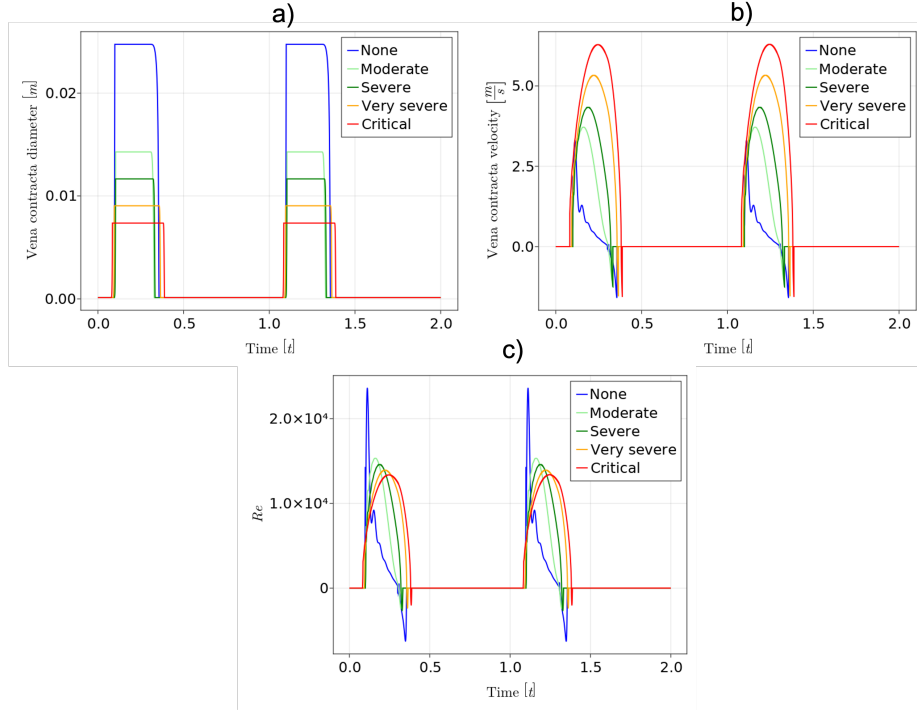 a)
Vena contracta diameter [m]
0.02
0.01
0.00
None
Moderate
Severe
Very severe
Critical
0.0 0.5 1.0 1.5 2.0
Time [t]
b)
Vena contracta velocity [m/s]
5.0
2.5
0.0
None
Moderate
Severe
Very severe
Critical
0.0 0.5 1.0 1.5 2.0
Time [t]
c)
Re
2.0×10⁴
1.0×10⁴
0
None
Moderate
Severe
Very severe
Critical
0.0 0.5 1.0 1.5 2.0
Time [t]